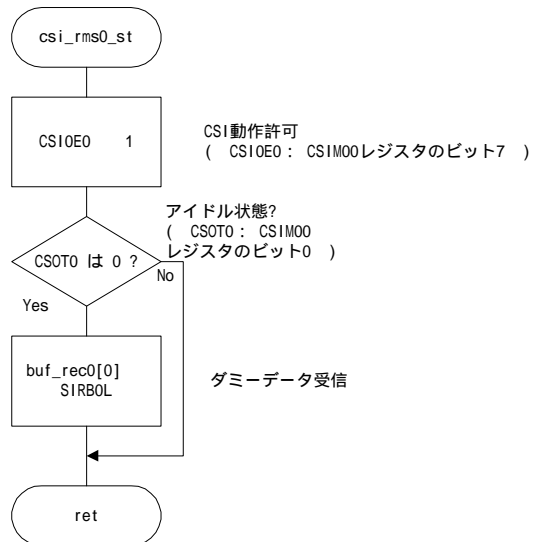 csi_rms0_st
CSI0E0 1
CSI動作許可
( CSI0E0 : CSIM00レジスタのビット7 )
アイドル状態?
( CSOT0 : CSIM00
レジスタのビット0 )
CSOT0 は 0 ?
No
Yes
buf_rec0[0]
SIRB0L
ダミーデータ受信
ret